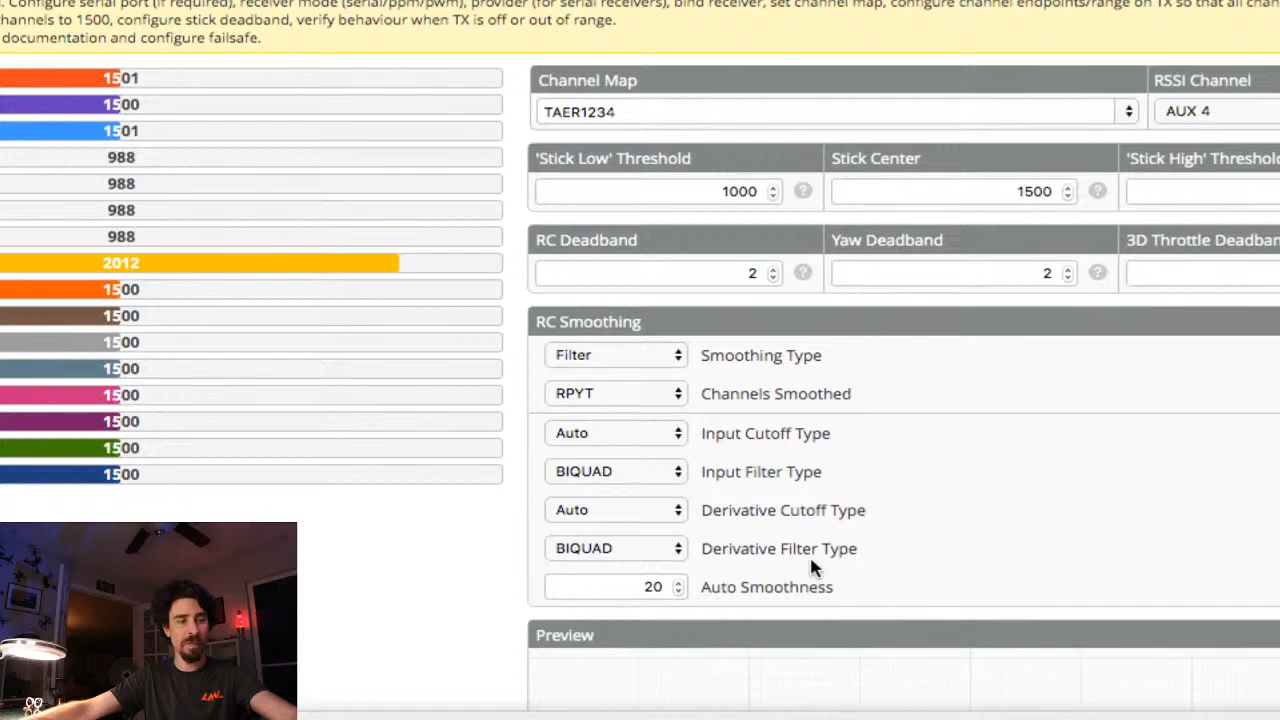 . Configure serial port (if required), receiver mode (serial/ppm/pwm), provider (for serial receivers), bind receiver, set channel map, configure channel endpoints/range on TX so that all chan
hannels to 1500, configure stick deadband, verify behaviour when TX is off or out of range.
documentation and configure failsafe.
1501
1500
1501
988
988
988
988
2012
1500
1500
1500
1500
1500
1500
1500
1500
Channel Map
RSSI Channel
TAER1234
AUX 4
'Stick Low' Threshold
Stick Center
'Stick High' Threshold
1000
1500
RC Deadband
Yaw Deadband
3D Throttle Deadban
2
2
RC Smoothing
Filter Smoothing Type
RPYT Channels Smoothed
Auto Input Cutoff Type
BIQUAD Input Filter Type
Auto Derivative Cutoff Type
BIQUAD Derivative Filter Type
20 Auto Smoothness
Preview